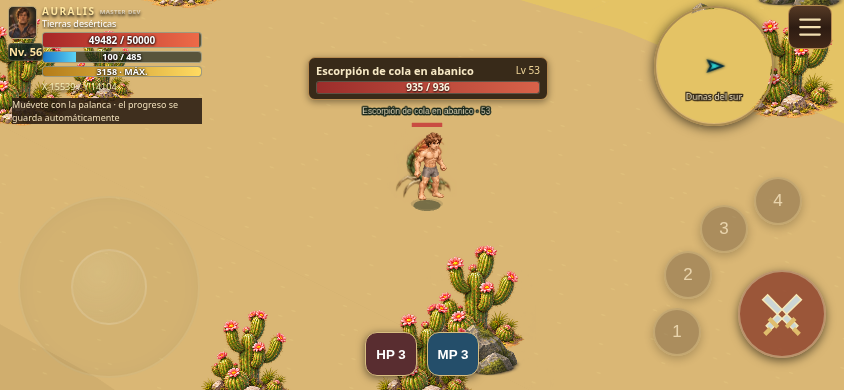 AURALIS MASTER DEV
Tierras desérticas
49482 / 50000
Nv. 56
100 / 485
3158 · MAX.
Muévete con la palanca · el progreso se
guarda automáticamente
Escorpión de cola en abanico Lv 53
935 / 936
Escorpión de cola en abanico · 53
Dunas del sur
4
3
2
1
HP 3
MP 3